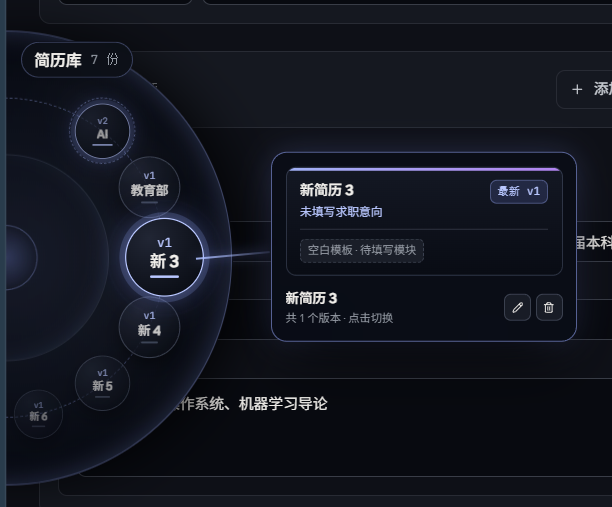 简历库 7 份
添加
v2
AI
v1
教育部
v1
新 3
v1
新 4
v1
新 5
v1
新 6
新简历 3
最新 v1
未填写求职意向
空白模板 · 待填写模块
新简历 3
共 1 个版本 · 点击切换
届本科
作系统、机器学习导论